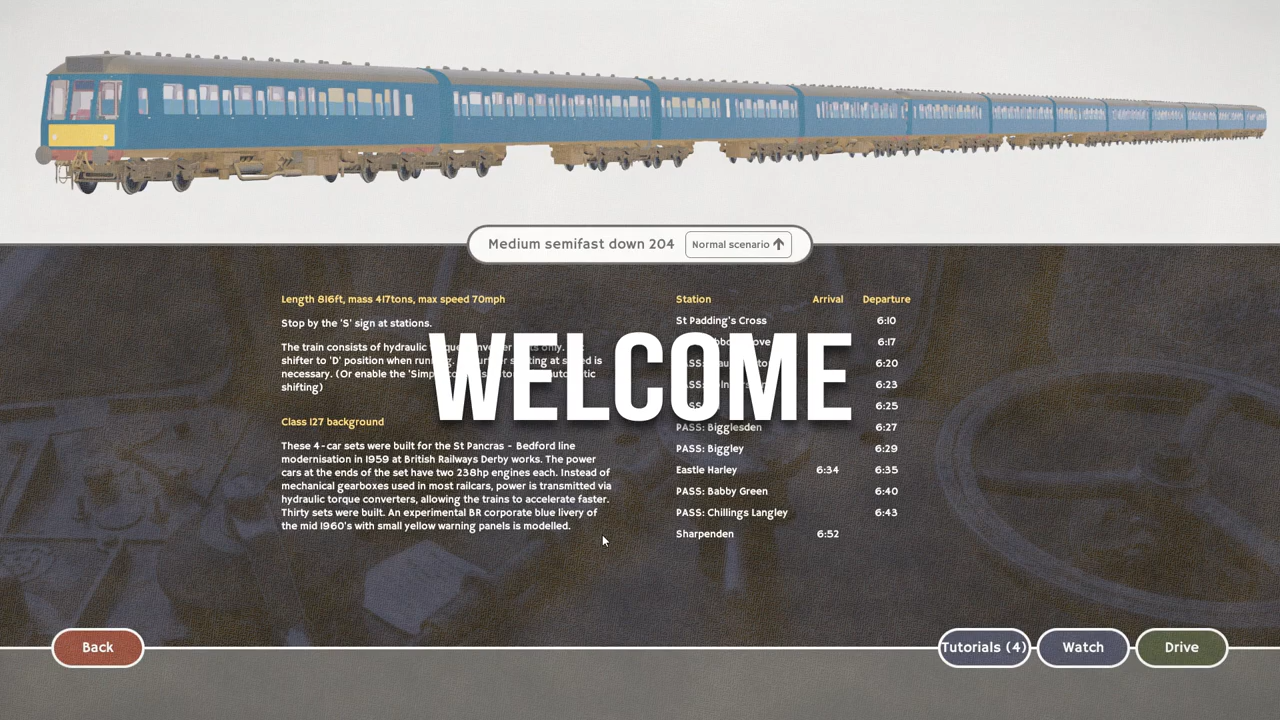 Medium semifast down 204
Normal scenario
Length 816ft, mass 417tons, max speed 70mph
Stop by the 'S' sign at stations.
The train consists of hydraulic
shifter to 'D' position when
is
necessary. (Or enable the
shifting)
Class 127 background
These 4-car sets were built for the St Pancras - Bedford line
modernisation in 1959 at British Railways Derby works. The power
cars at the ends of the set have two 238hp engines each. Instead of
mechanical gearboxes used in most railcars, power is transmitted via
hydraulic torque converters, allowing the trains to accelerate faster.
Thirty sets were built. An experimental BR corporate blue livery of
the mid 1960's with small yellow warning panels is modelled.
WELCOME
Station Arrival Departure
St Padding's Cross 6:10
6:17
6:20
6:23
6:25
PASS: Bigglesden 6:27
PASS: Biggley 6:29
Eastle Harley 6:34 6:35
PASS: Babby Green 6:40
PASS: Chillings Langley 6:43
Sharpenden 6:52
Back
Tutorials (4)
Watch
Drive